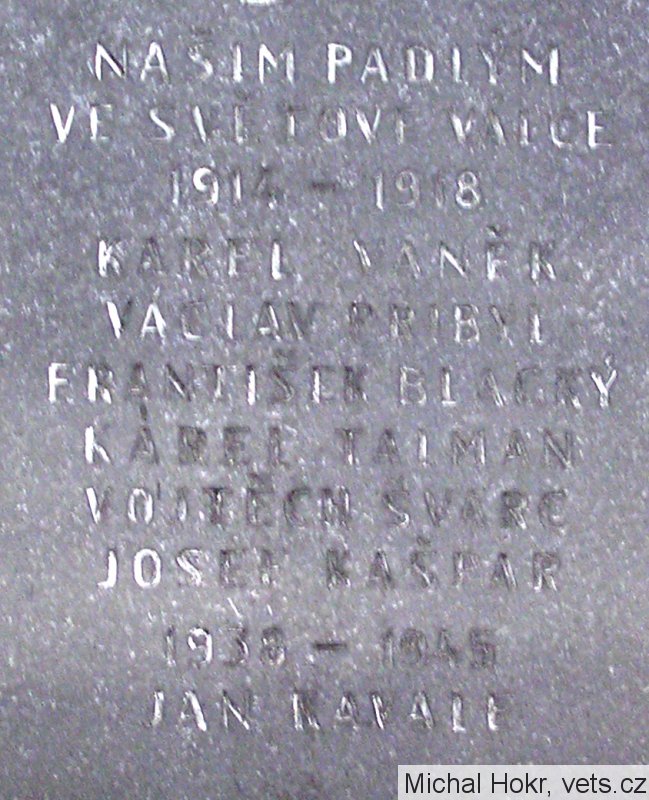 NAŠIM PADLÝM
VE SVĚTOVÉ VÁLCE
1914 - 1918
KAREL VANĚK
VÁCLAV PŘIBYL
FRANTIŠEK BLACKÝ
KAREL TALMAN
VOJTĚCH ŠVARC
JOSEF KAŠPAR
1938 - 1945
JAN KAVALE
Michal Hokr, vets.cz